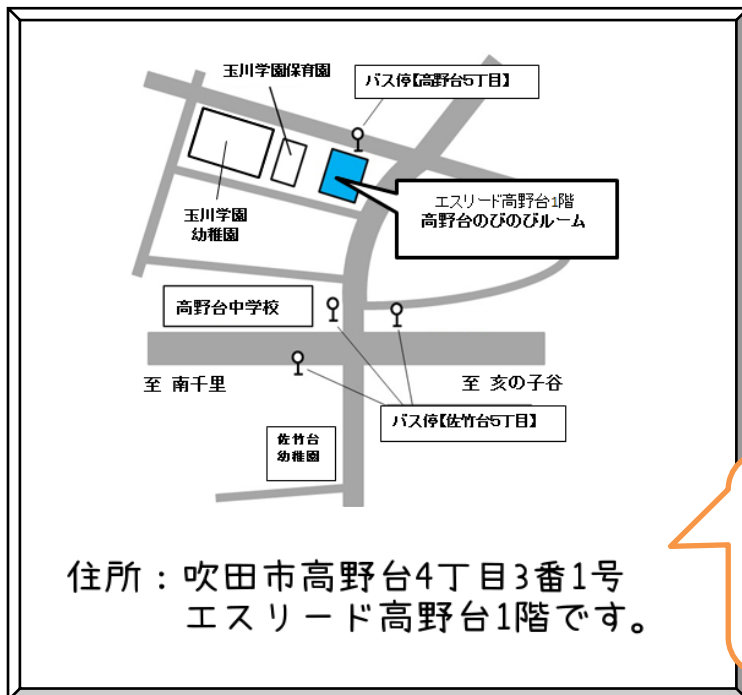 玉川学園保育園
バス停【高野台5丁目】
エスリード高野台1階
高野台のびのびルーム
玉川学園
幼稚園
高野台中学校
至 南千里
至 亥の子谷
バス停【佐竹台5丁目】
佐竹台
幼稚園
住所：吹田市高野台4丁目3番1号
エスリード高野台1階です。